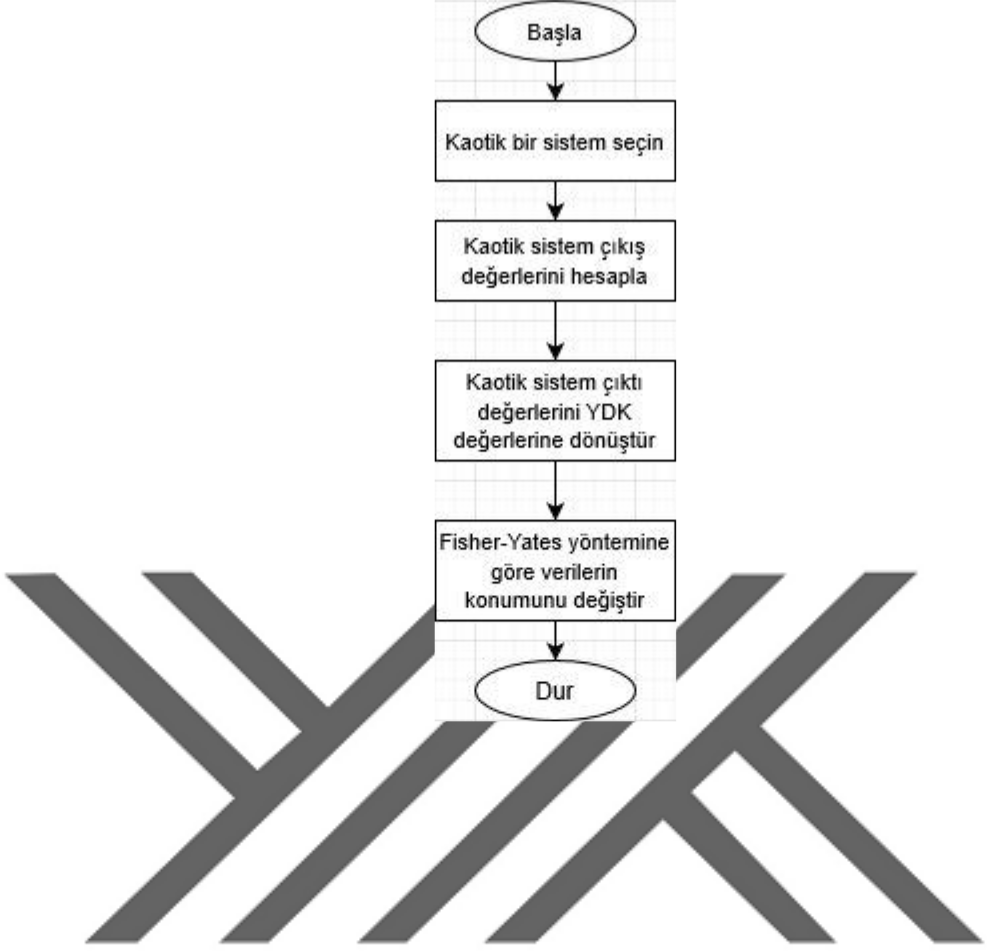 Başla
Kaotik bir sistem seçin
Kaotik sistem çıkış
değerlerini hesapla
Kaotik sistem çıktı
değerlerini YDK
değerlerine dönüştür
Fisher-Yates yöntemine
göre verilerin
konumunu değiştir
Dur